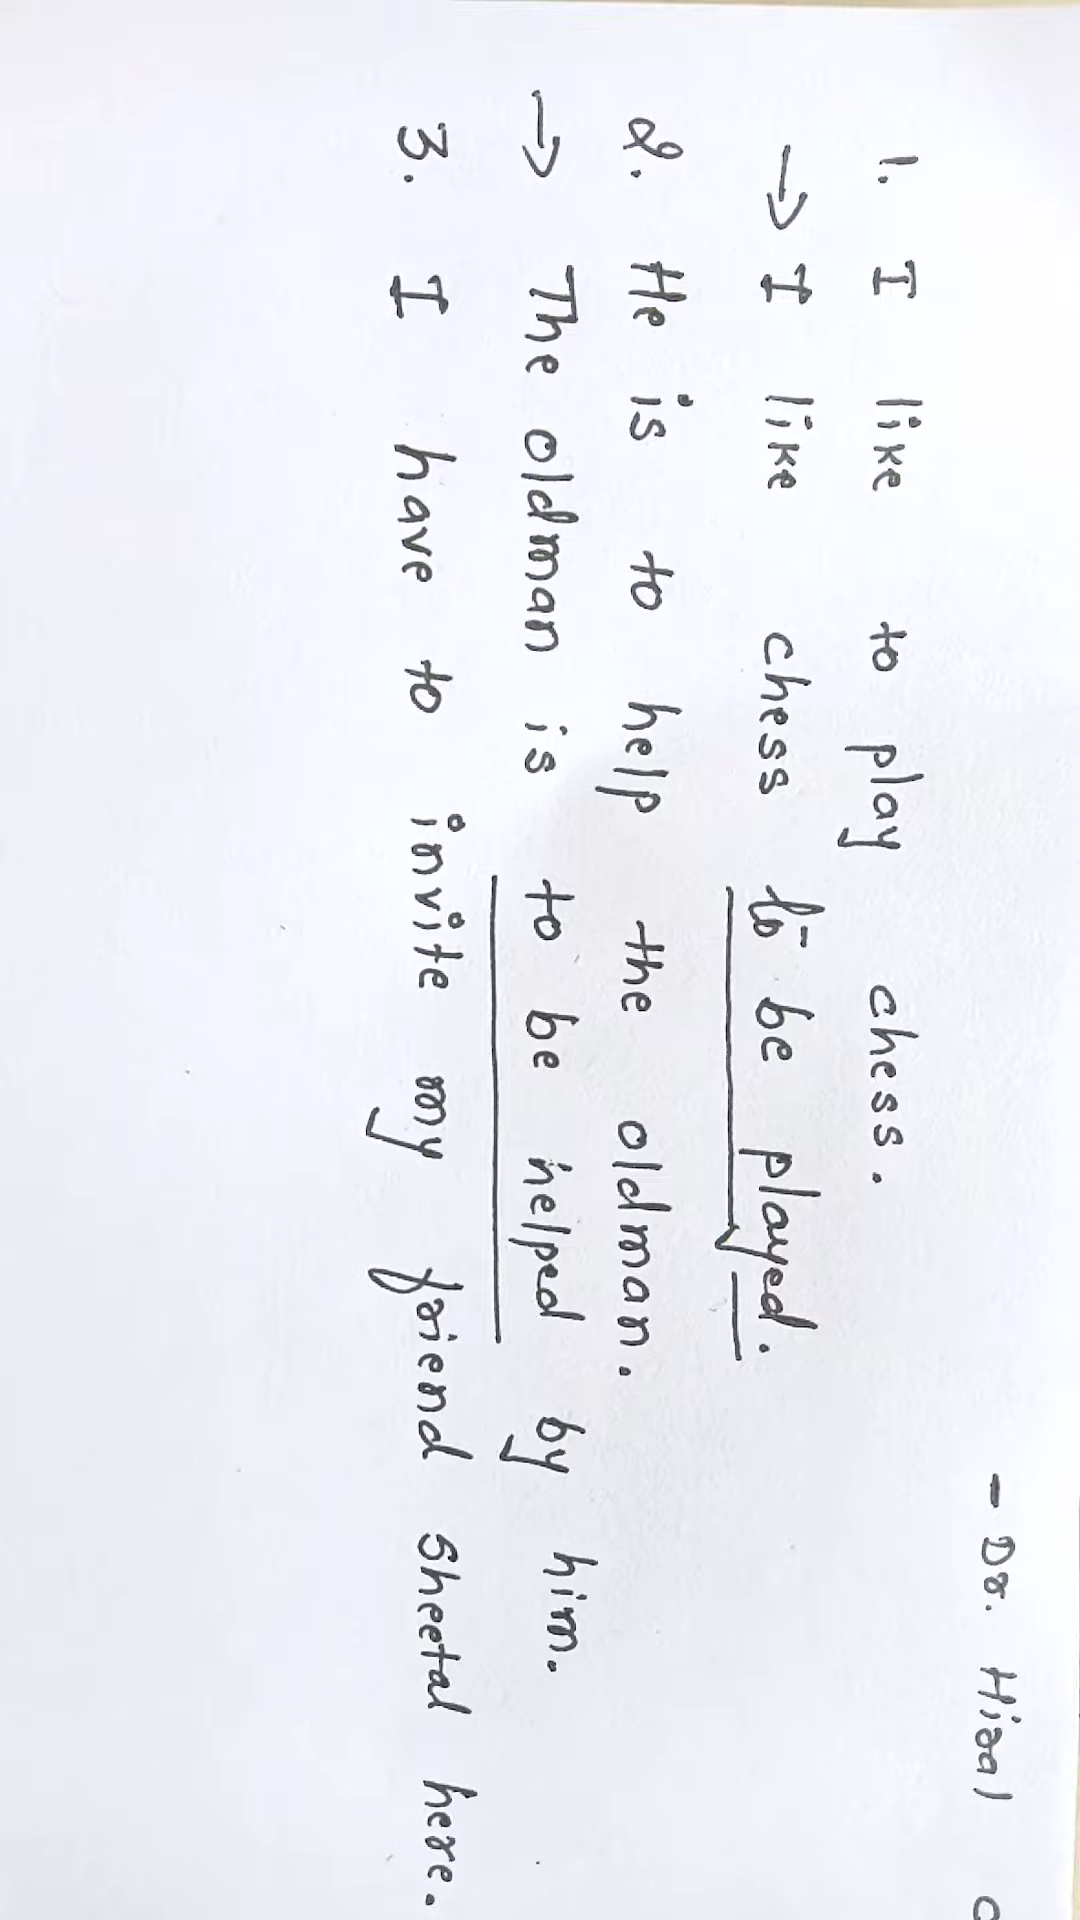 - Dr. Hiral
1. I like to play chess.
→ I like chess to be played.
2. He is to help the oldman.
→ The oldman is to be helped by him.
3. I have to invite my friend Sheetal here.